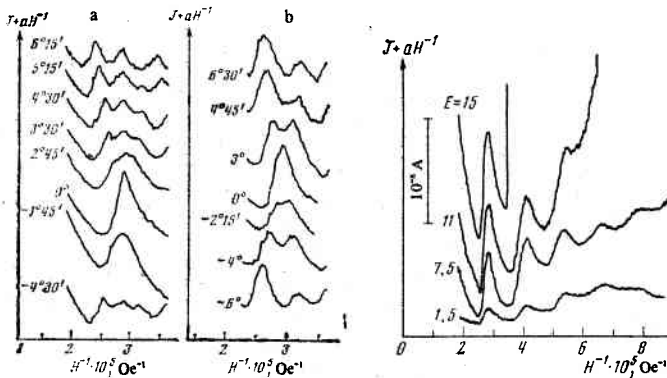 J+aH⁻¹ a
6°15'
5°15'
4°30'
3°30'
2°45'
0°
-1°45'
-4°30'
2 3
H⁻¹·10⁵, Oe⁻¹
J+aH⁻¹ b
6°30'
4°45'
3°
0°
-2°15'
-4°
-6°
2 3
H⁻¹·10⁵, Oe⁻¹
J+aH⁻¹
E=15
10⁻⁸ A
11
7,5
1,5
0 2 4 6 8
H⁻¹·10⁵, Oe⁻¹